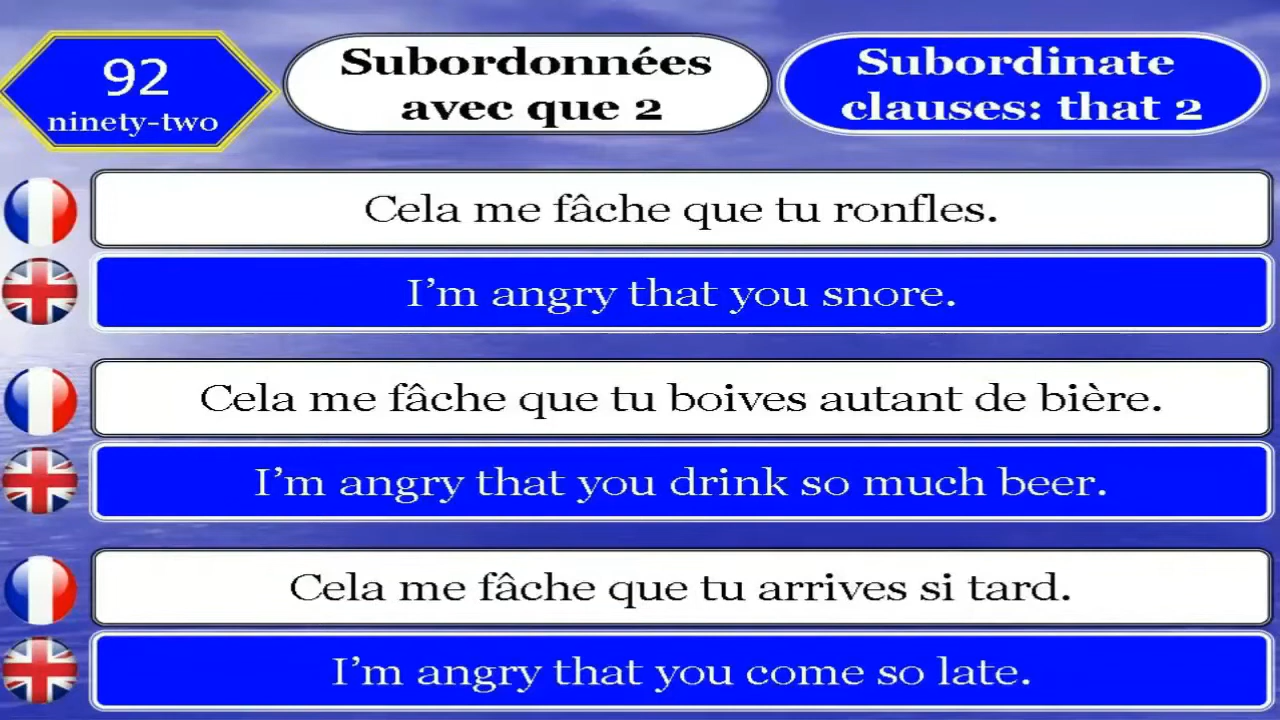 92
ninety-two
Subordonnées
avec que 2
Subordinate
clauses: that 2
Cela me fâche que tu ronfles.
I’m angry that you snore.
Cela me fâche que tu boives autant de bière.
I’m angry that you drink so much beer.
Cela me fâche que tu arrives si tard.
I’m angry that you come so late.